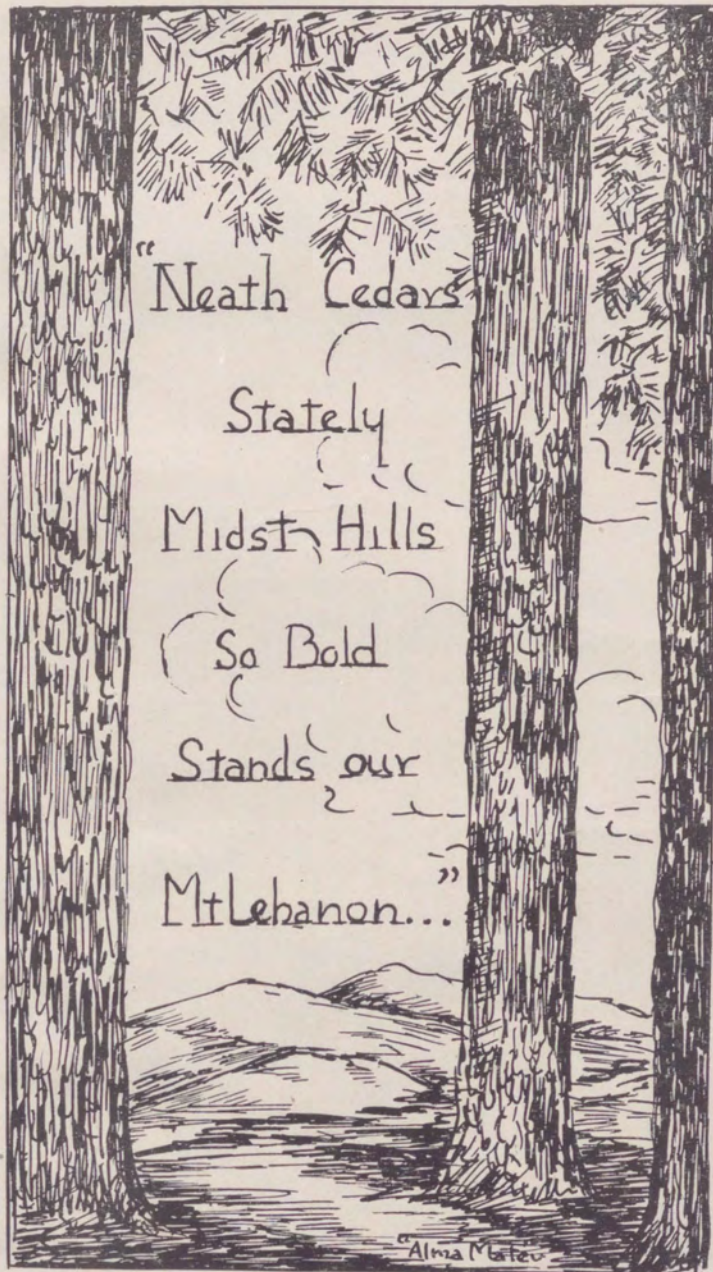 "Neath Cedars
Stately
Midst Hills
So Bold
Stands our
Mt Lebanon..."
"Alma Mater